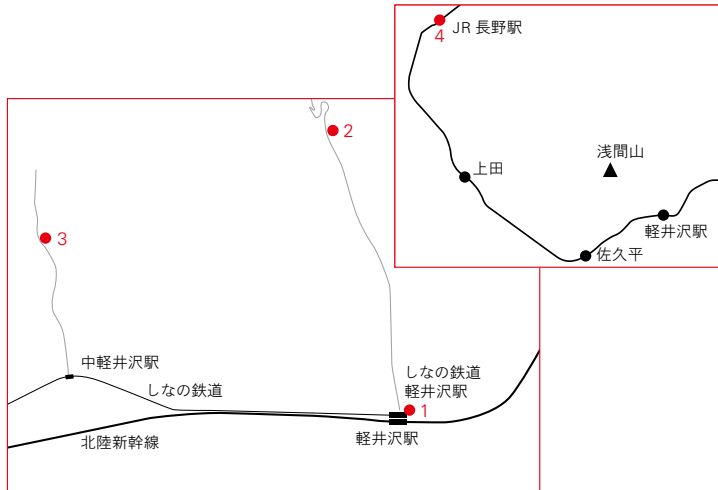 JR 長野駅
4
浅間山
上田
軽井沢駅
佐久平
2
3
中軽井沢駅
しなの鉄道
しなの鉄道
軽井沢駅
1
軽井沢駅
北陸新幹線